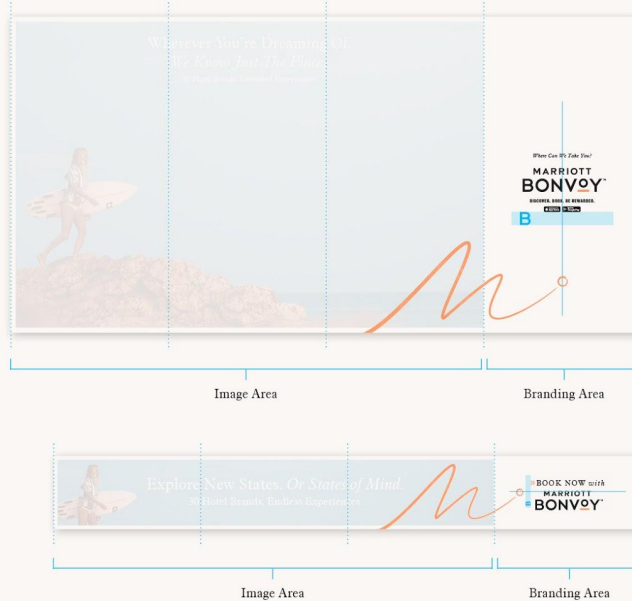 Wherever You're Dreaming Of,
We Know Just The Place.
Where Can We Take You?
MARRIOTT
BONVOY™
DISCOVER. BOOK. BE REWARDED.
B
Image Area
Branding Area
Explore New States. Or States of Mind.
Hotel Brands. Endless Experiences.
BOOK NOW with
MARRIOTT
BONVOY
B
Image Area
Branding Area